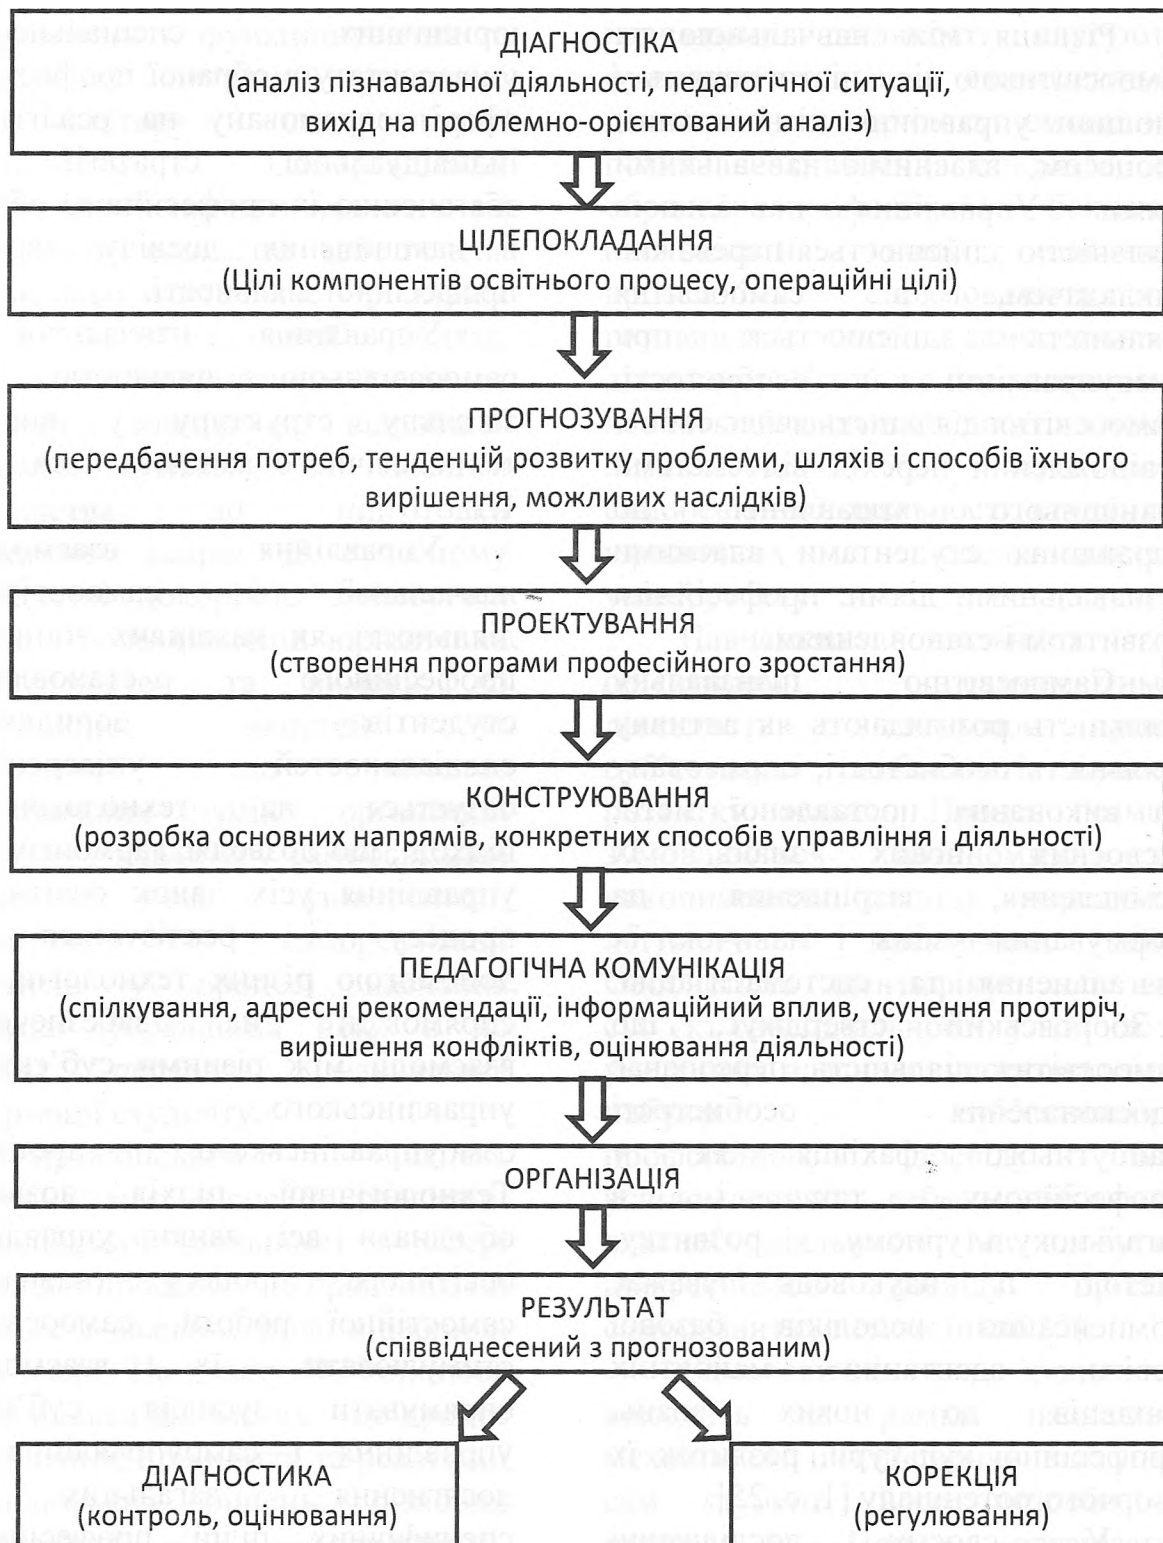 ДІАГНОСТІКА
(аналіз пізнавальної діяльності, педагогічної ситуації,
вихід на проблемно-орієнтований аналіз)
ЦІЛЕПОКЛАДАННЯ
(Цілі компонентів освітнього процесу, операційні цілі)
ПРОГНОЗУВАННЯ
(передбачення потреб, тенденцій розвитку проблеми, шляхів і способів їхнього
вирішення, можливих наслідків)
ПРОЕКТУВАННЯ
(створення програми професійного зростання)
КОНСТРУЮВАННЯ
(розробка основних напрямів, конкретних способів управління і діяльності)
ПЕДАГОГІЧНА КОМУНІКАЦІЯ
(спілкування, адресні рекомендації, інформаційний вплив, усунення протиріч,
вирішення конфліктів, оцінювання діяльності)
ОРГАНІЗАЦІЯ
РЕЗУЛЬТАТ
(співвіднесений з прогнозованим)
ДІАГНОСТИКА
(контроль, оцінювання)
КОРЕКЦІЯ
(регулювання)